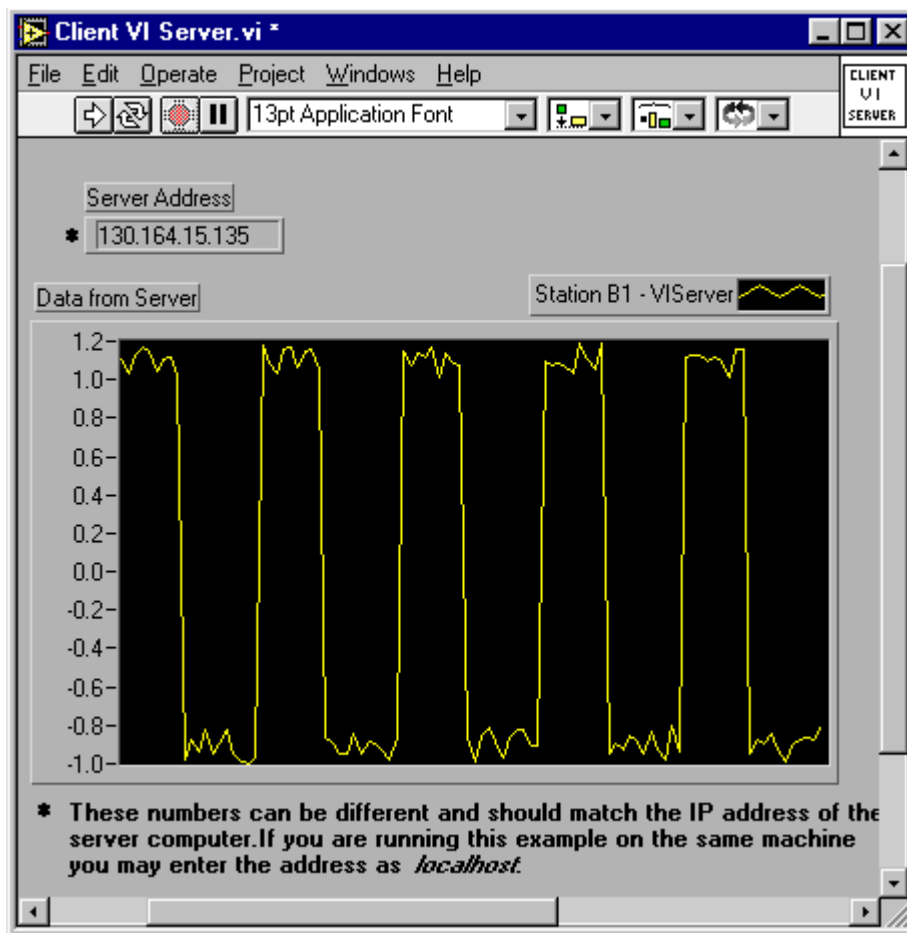 Client VI Server.vi *
File Edit Operate Project Windows Help
CLIENT
VI
SERVER
13pt Application Font
Server Address
* 130.164.15.135
Data from Server
Station B1 - VIServer
1.2
1.0
0.8
0.6
0.4
0.2
0.0
-0.2
-0.4
-0.6
-0.8
-1.0
* These numbers can be different and should match the IP address of the
server computer.If you are running this example on the same machine
you may enter the address as localhost.